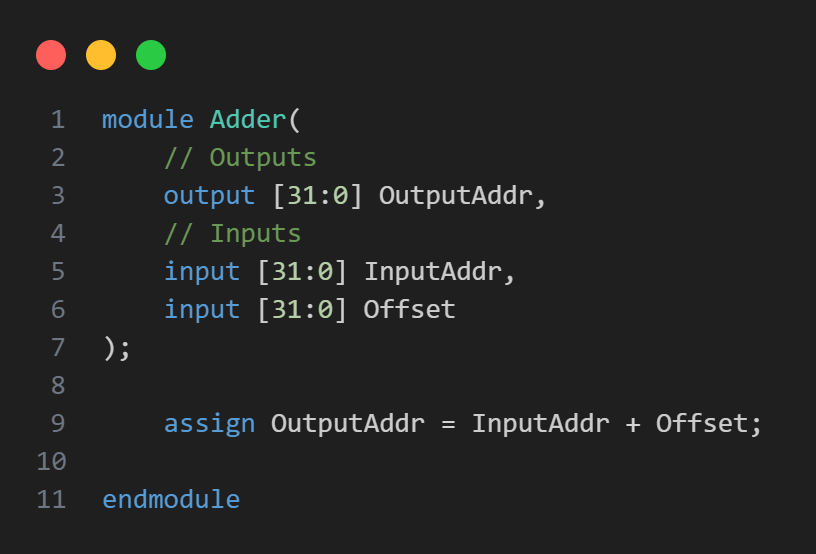 1 module Adder(
2     // Outputs
3     output [31:0] OutputAddr,
4     // Inputs
5     input [31:0] InputAddr,
6     input [31:0] Offset
7 );
8
9     assign OutputAddr = InputAddr + Offset;
10
11 endmodule